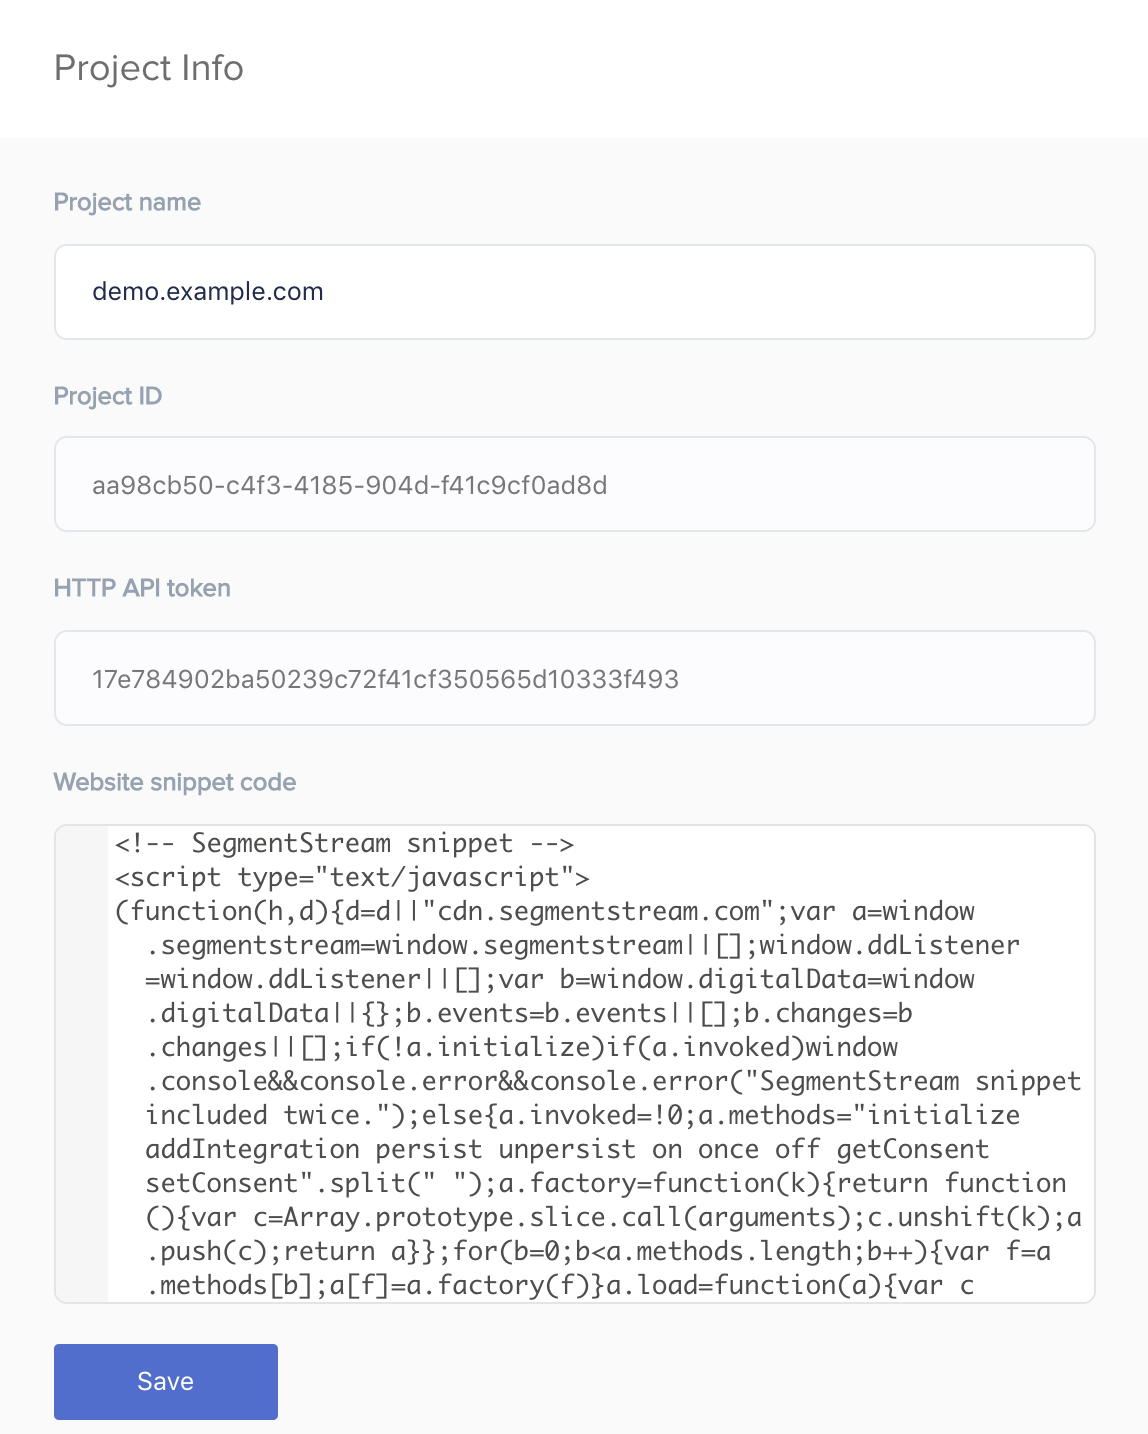 Project Info
Project name
demo.example.com
Project ID
aa98cb50-c4f3-4185-904d-f41c9cf0ad8d
HTTP API token
17e784902ba50239c72f41cf350565d10333f493
Website snippet code
<!-- SegmentStream snippet -->
<script type="text/javascript">
(function(h,d){d=d||"cdn.segmentstream.com";var a=window
.segmentstream=window.segmentstream||[];window.ddListener
=window.ddListener||[];var b=window.digitalData=window
.digitalData||{};b.events=b.events||[];b.changes=b
.changes||[];if(!a.initialize)if(a.invoked)window
.console&&console.error&&console.error("SegmentStream snippet
included twice.");else{a.invoked=!0;a.methods="initialize
addIntegration persist unpersist on once off getConsent
setConsent".split(" ");a.factory=function(k){return function
(){var c=Array.prototype.slice.call(arguments);c.unshift(k);a
.push(c);return a}};for(b=0;b<a.methods.length;b++){var f=a
.methods[b];a[f]=a.factory(f)}a.load=function(a){var c
Save